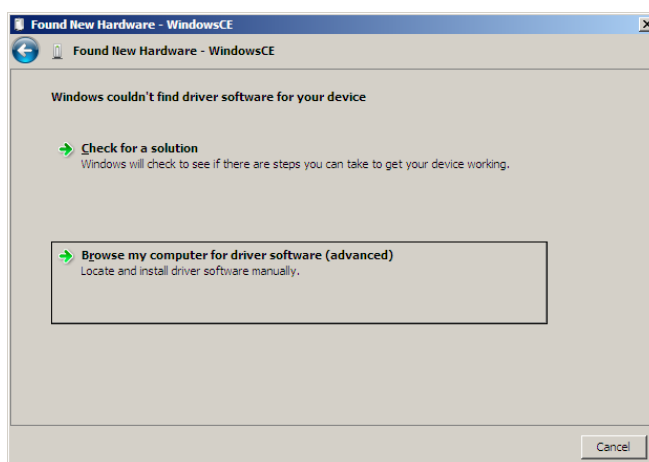 Found New Hardware - WindowsCE
Found New Hardware - WindowsCE
Windows couldn't find driver software for your device
Check for a solution
Windows will check to see if there are steps you can take to get your device working.
Browse my computer for driver software (advanced)
Locate and install driver software manually.
Cancel